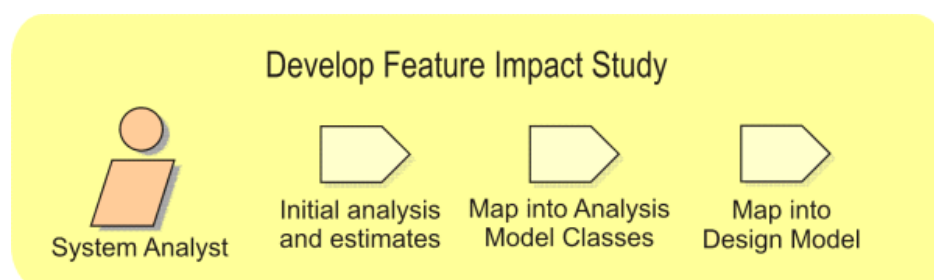 Develop Feature Impact Study
System Analyst
Initial analysis
and estimates
Map into Analysis
Model Classes
Map into
Design Model